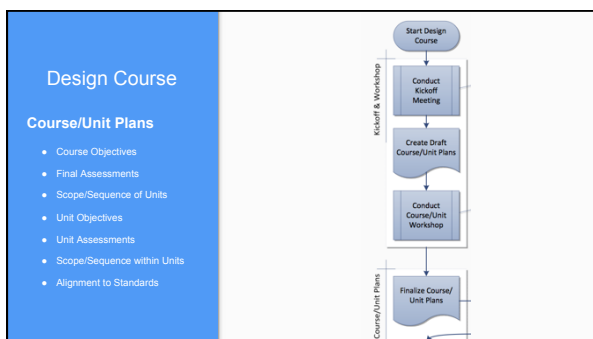 Design Course
Course/Unit Plans
● Course Objectives
● Final Assessments
● Scope/Sequence of Units
● Unit Objectives
● Unit Assessments
● Scope/Sequence within Units
● Alignment to Standards
Start Design
Course
Kickoff & Workshop
Conduct
Kickoff
Meeting
Create Draft
Course/Unit Plans
Conduct
Course/Unit
Workshop
Course/Unit Plans
Finalize Course/
Unit Plans